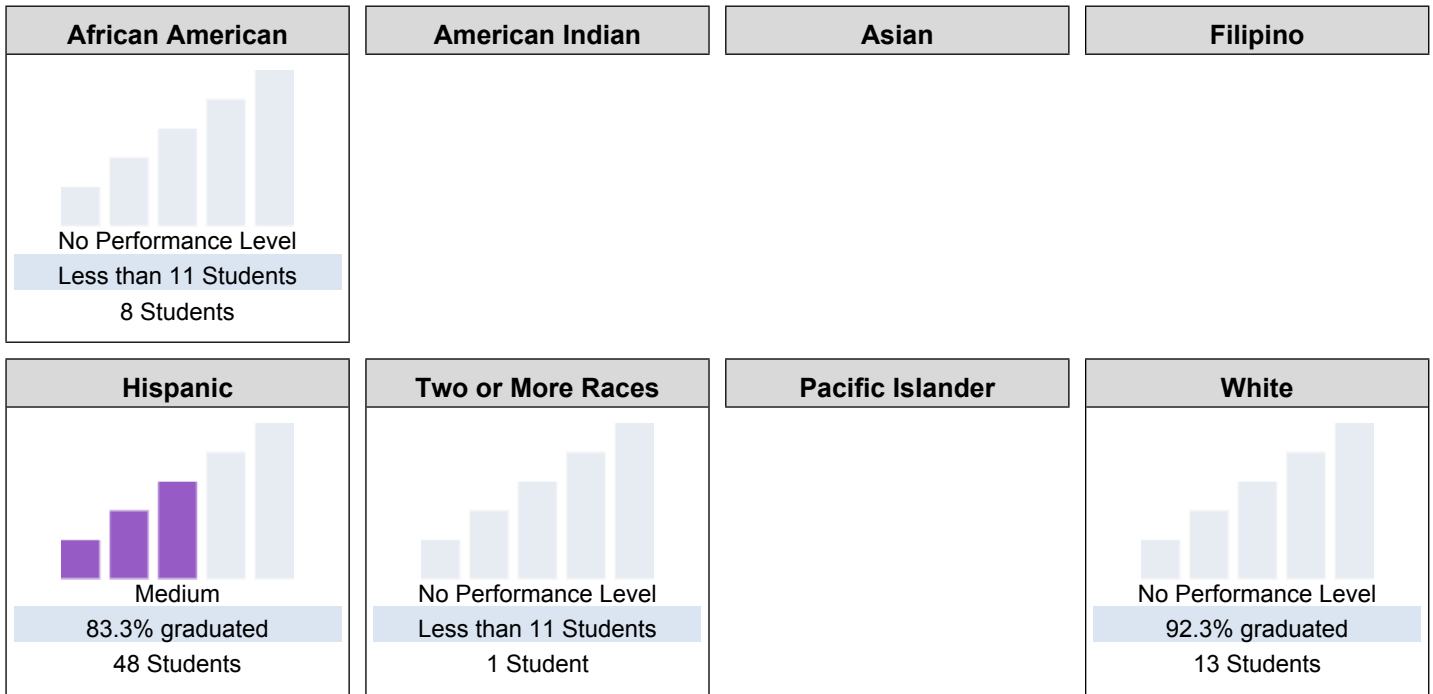 African American
American Indian
Asian
Filipino
No Performance Level
Less than 11 Students
8 Students
Hispanic
Two or More Races
Pacific Islander
White
Medium
83.3% graduated
48 Students
No Performance Level
Less than 11 Students
1 Student
No Performance Level
92.3% graduated
13 Students